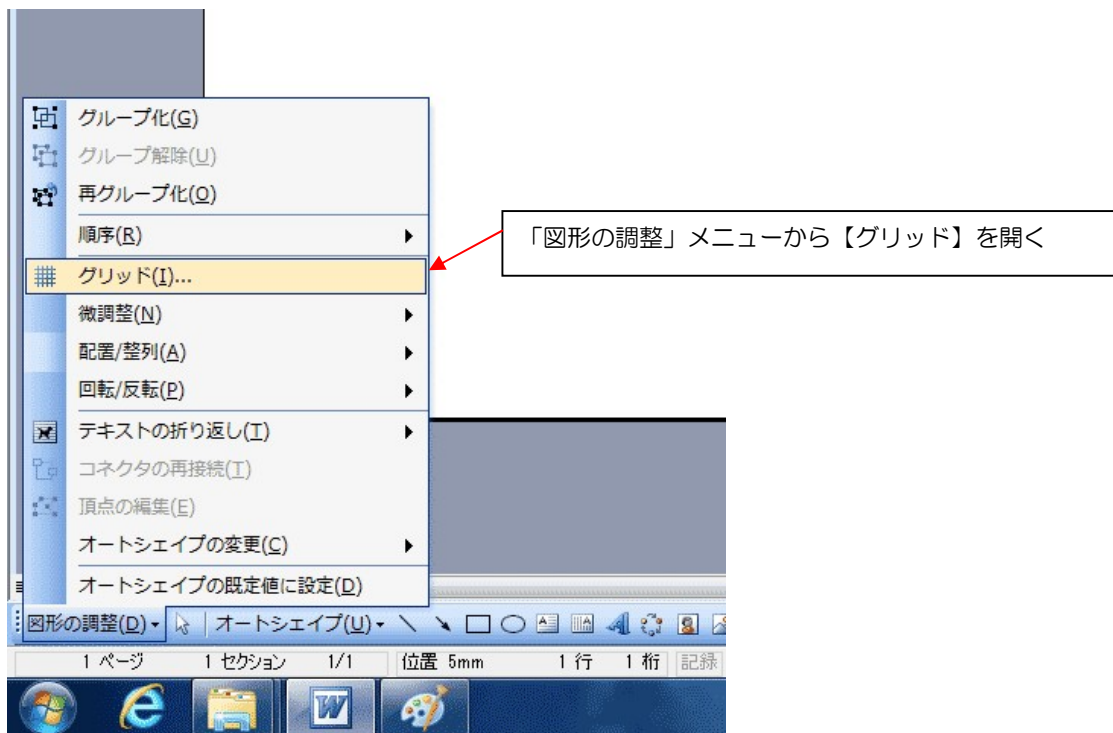 グループ化(G)
グループ解除(U)
再グループ化(O)
順序(R)
「図形の調整」メニューから【グリッド】を開く
グリッド(I)...
微調整(N)
配置/整列(A)
回転/反転(P)
テキストの折り返し(T)
コネクタの再接続(T)
頂点の編集(E)
オートシェイプの変更(C)
オートシェイプの既定値に設定(D)
図形の調整(D) オートシェイプ(U)
1 ページ 1 セクション 1/1 位置 5mm 1 行 1 桁 記録